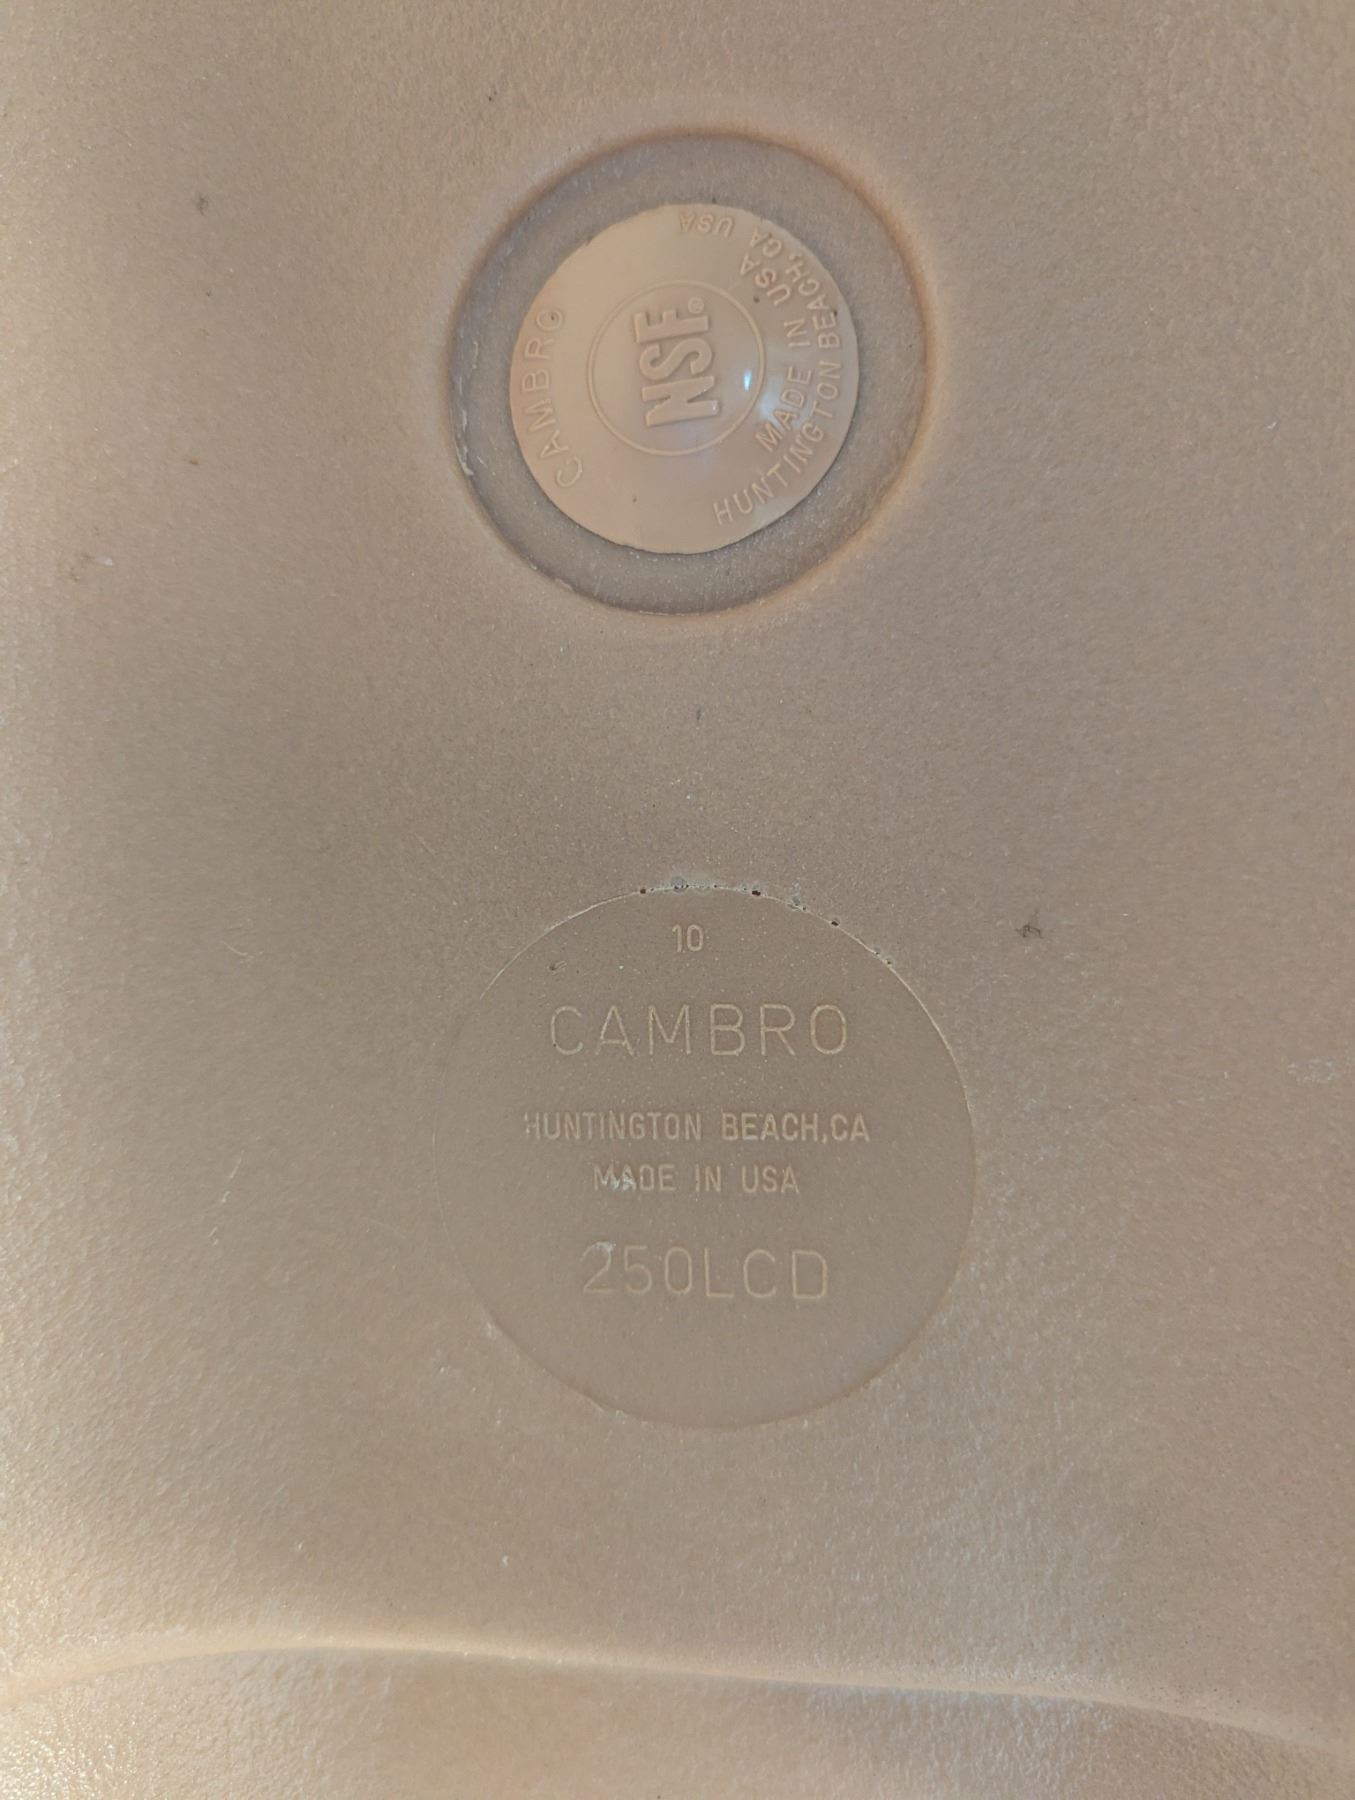 CAMBRO
NSF®
MADE IN USA
HUNTINGTON BEACH, CA USA
10
CAMBRO
HUNTINGTON BEACH,CA
MADE IN USA
250LCD